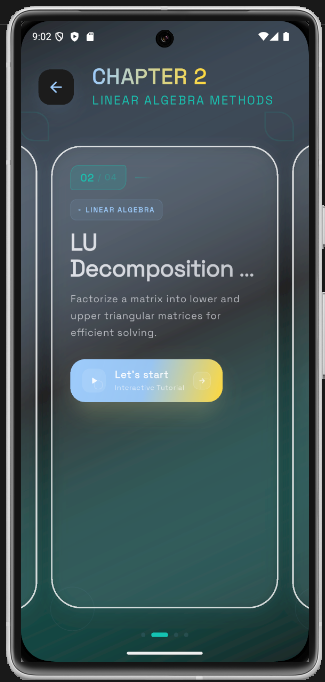 9:02
CHAPTER 2
LINEAR ALGEBRA METHODS
02 / 04
LINEAR ALGEBRA
LU
Decomposition ...
Factorize a matrix into lower and
upper triangular matrices for
efficient solving.
Let's start
Interactive Tutorial